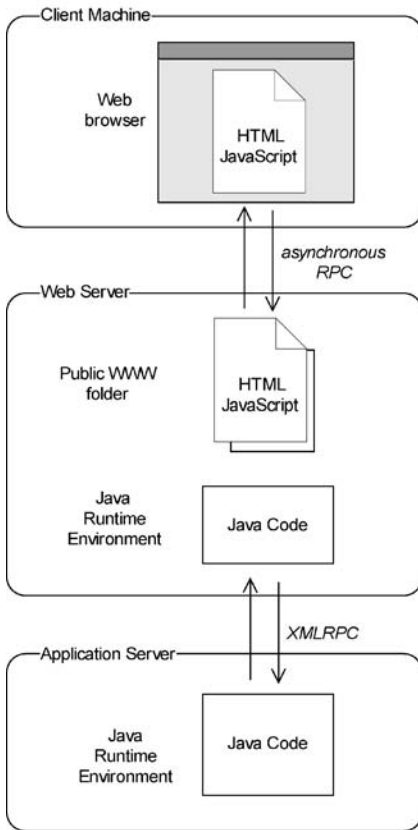 Client Machine
Web
browser
HTML
JavaScript
asynchronous
RPC
Web Server
Public WWW
folder
HTML
JavaScript
Java
Runtime
Environment
Java Code
XMLRPC
Application Server
Java
Runtime
Environment
Java Code